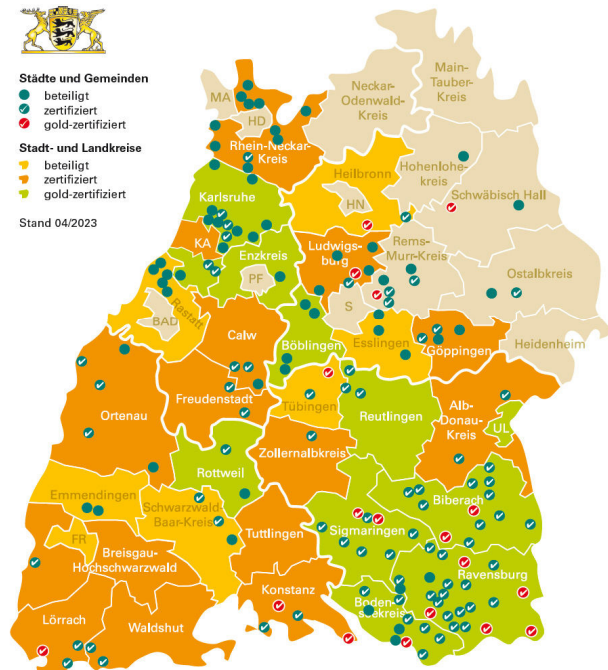 Städte und Gemeinden
beteiligt
zertifiziert
gold-zertifiziert
Stadt- und Landkreise
beteiligt
zertifiziert
gold-zertifiziert
Stand 04/2023
MA
HD
Rhein-Neckar-
Kreis
Neckar-
Odenwald-
Kreis
Main-
Tauber-
Kreis
Heilbronn
HN
Hohenlohe-
kreis
Schwäbisch Hall
Karlsruhe
KA
Enzkreis
PF
Ludwigs-
burg
Rems-
Murr-Kreis
Ostalbkreis
S
Rastatt
BAD
Calw
Böblingen
Esslingen
Göppingen
Heidenheim
Ortenau
Freudenstadt
Tübingen
Reutlingen
Alb-
Donau-
Kreis
UL
Rottweil
Zollernalbkreis
Emmendingen
FR
Schwarzwald-
Baar-Kreis
Tuttlingen
Sigmaringen
Biberach
Breisgau-
Hochschwarzwald
Konstanz
Boden-
seekreis
Ravensburg
Lörrach
Waldshut